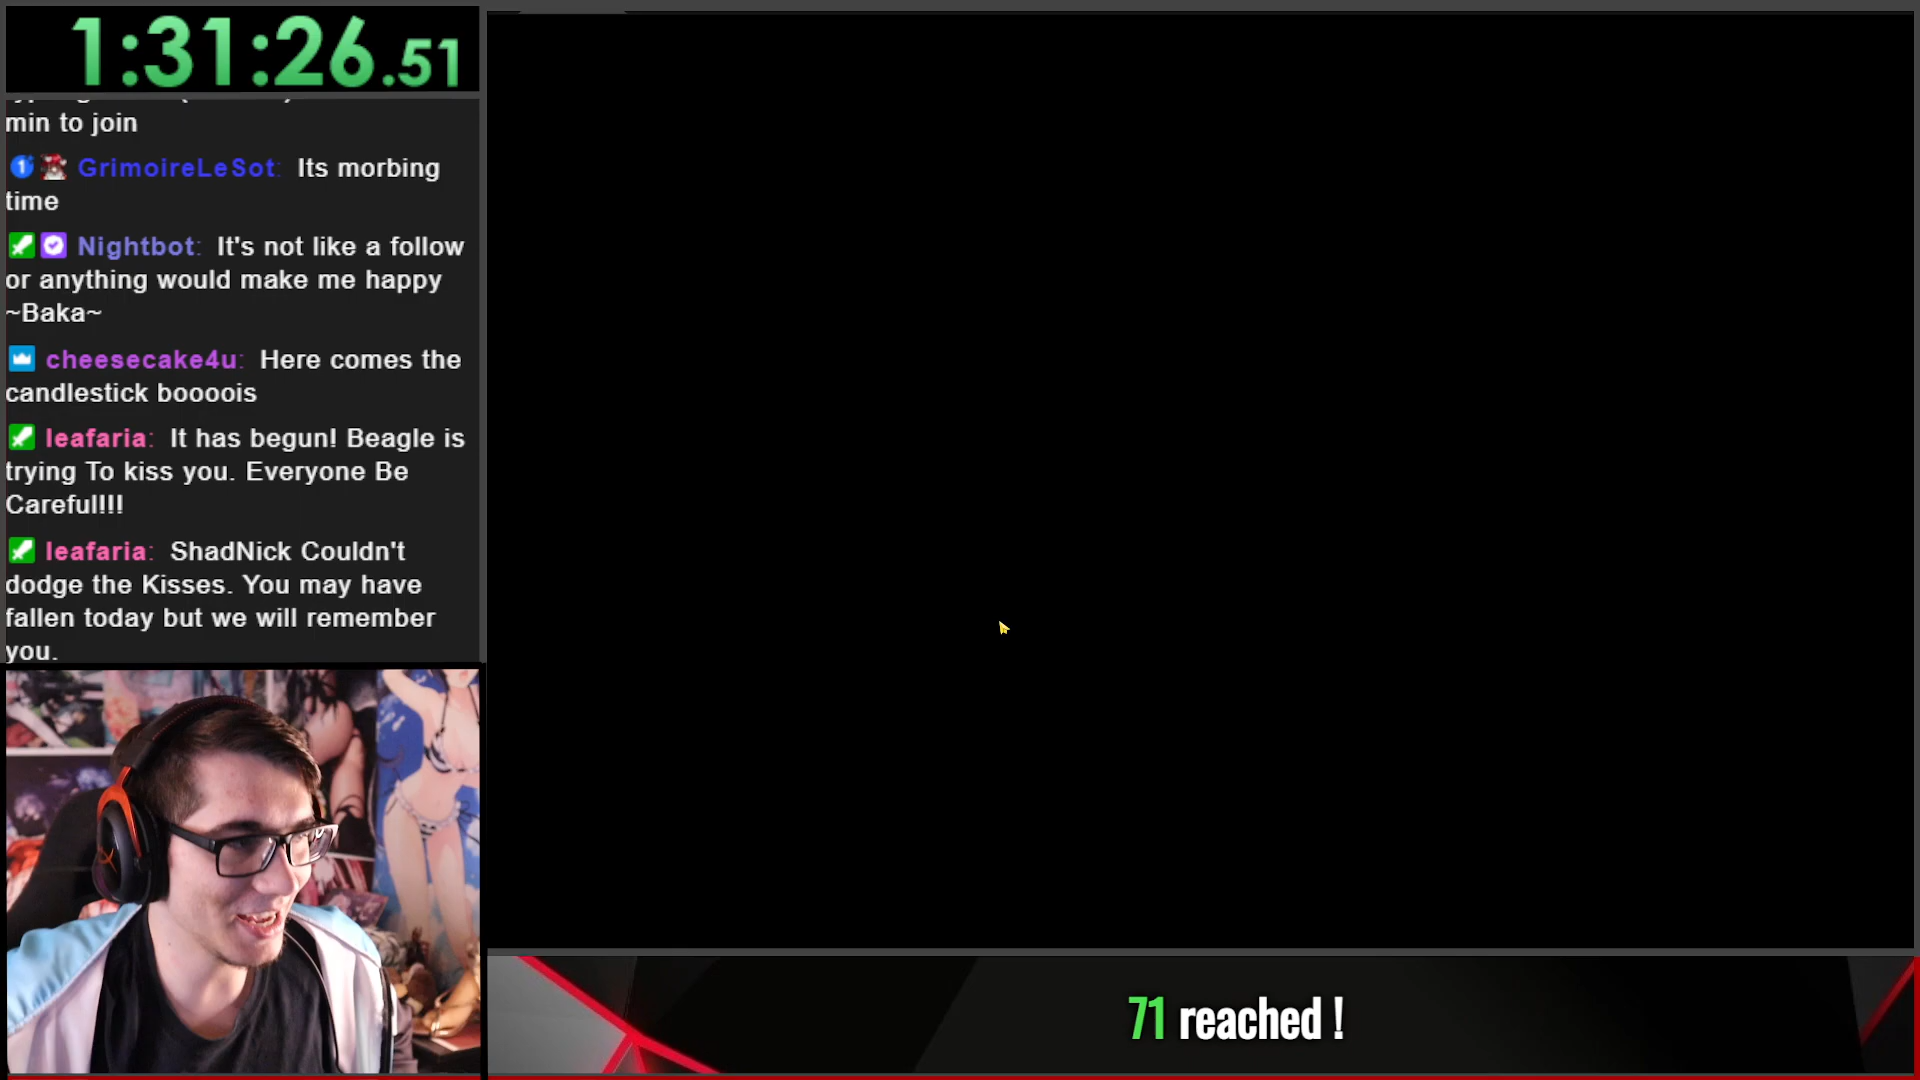 1:31:26.51
min to join
GrimoireLeSot: Its morbing
time
Nightbot: It's not like a follow
or anything would make me happy
~Baka~
cheesecake4u: Here comes the
candlestick boooois
leafaria: It has begun! Beagle is
trying To kiss you. Everyone Be
Careful!!!
leafaria: ShadNick Couldn't
dodge the Kisses. You may have
fallen today but we will remember
you.
71 reached !